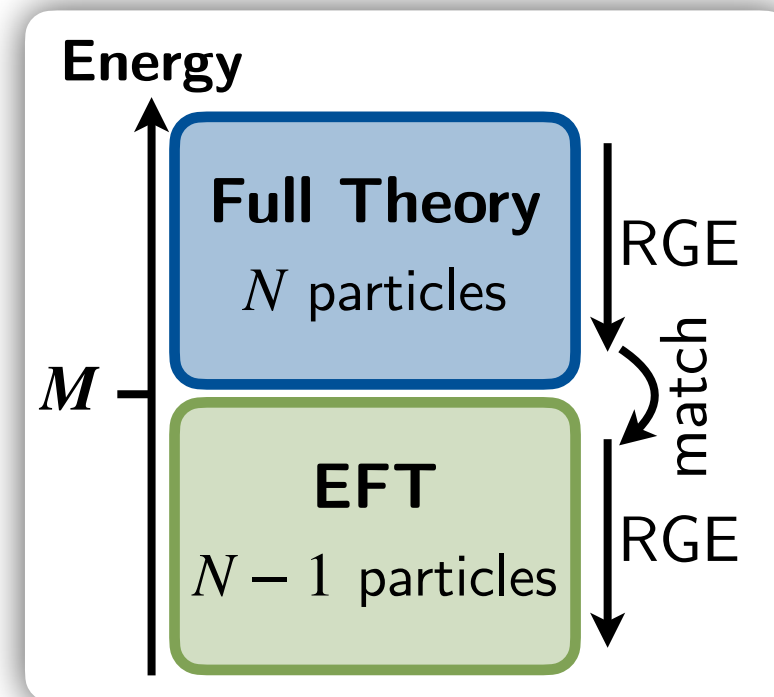 Energy
Full Theory
N particles
RGE
match
M
EFT
N − 1 particles
RGE